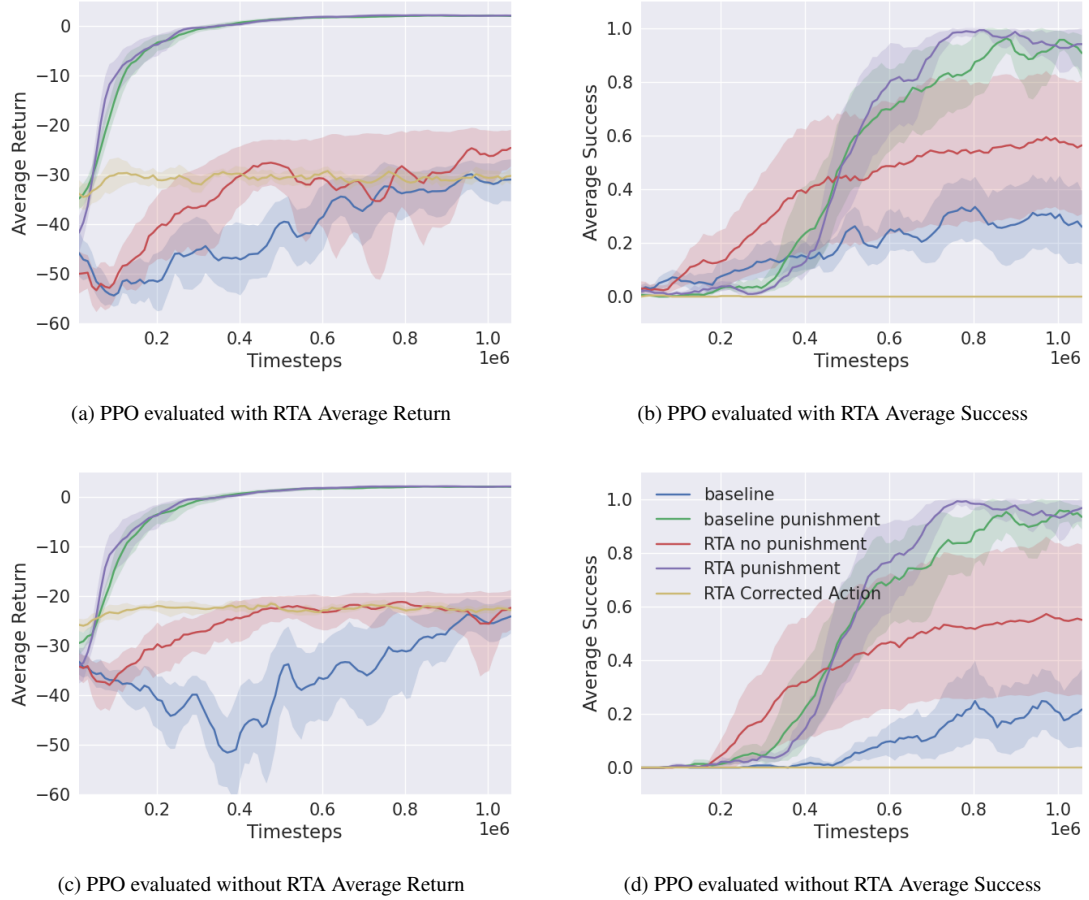 0
−10
−20
−30
−40
−50
−60
Average Return
0.2 0.4 0.6 0.8 1.0
1e6
Timesteps
(a) PPO evaluated with RTA Average Return
1.0
0.8
0.6
0.4
0.2
0.0
Average Success
0.2 0.4 0.6 0.8 1.0
1e6
Timesteps
(b) PPO evaluated with RTA Average Success
0
−10
−20
−30
−40
−50
−60
Average Return
0.2 0.4 0.6 0.8 1.0
1e6
Timesteps
(c) PPO evaluated without RTA Average Return
1.0
0.8
0.6
0.4
0.2
0.0
Average Success
baseline
baseline punishment
RTA no punishment
RTA punishment
RTA Corrected Action
0.2 0.4 0.6 0.8 1.0
1e6
Timesteps
(d) PPO evaluated without RTA Average Success